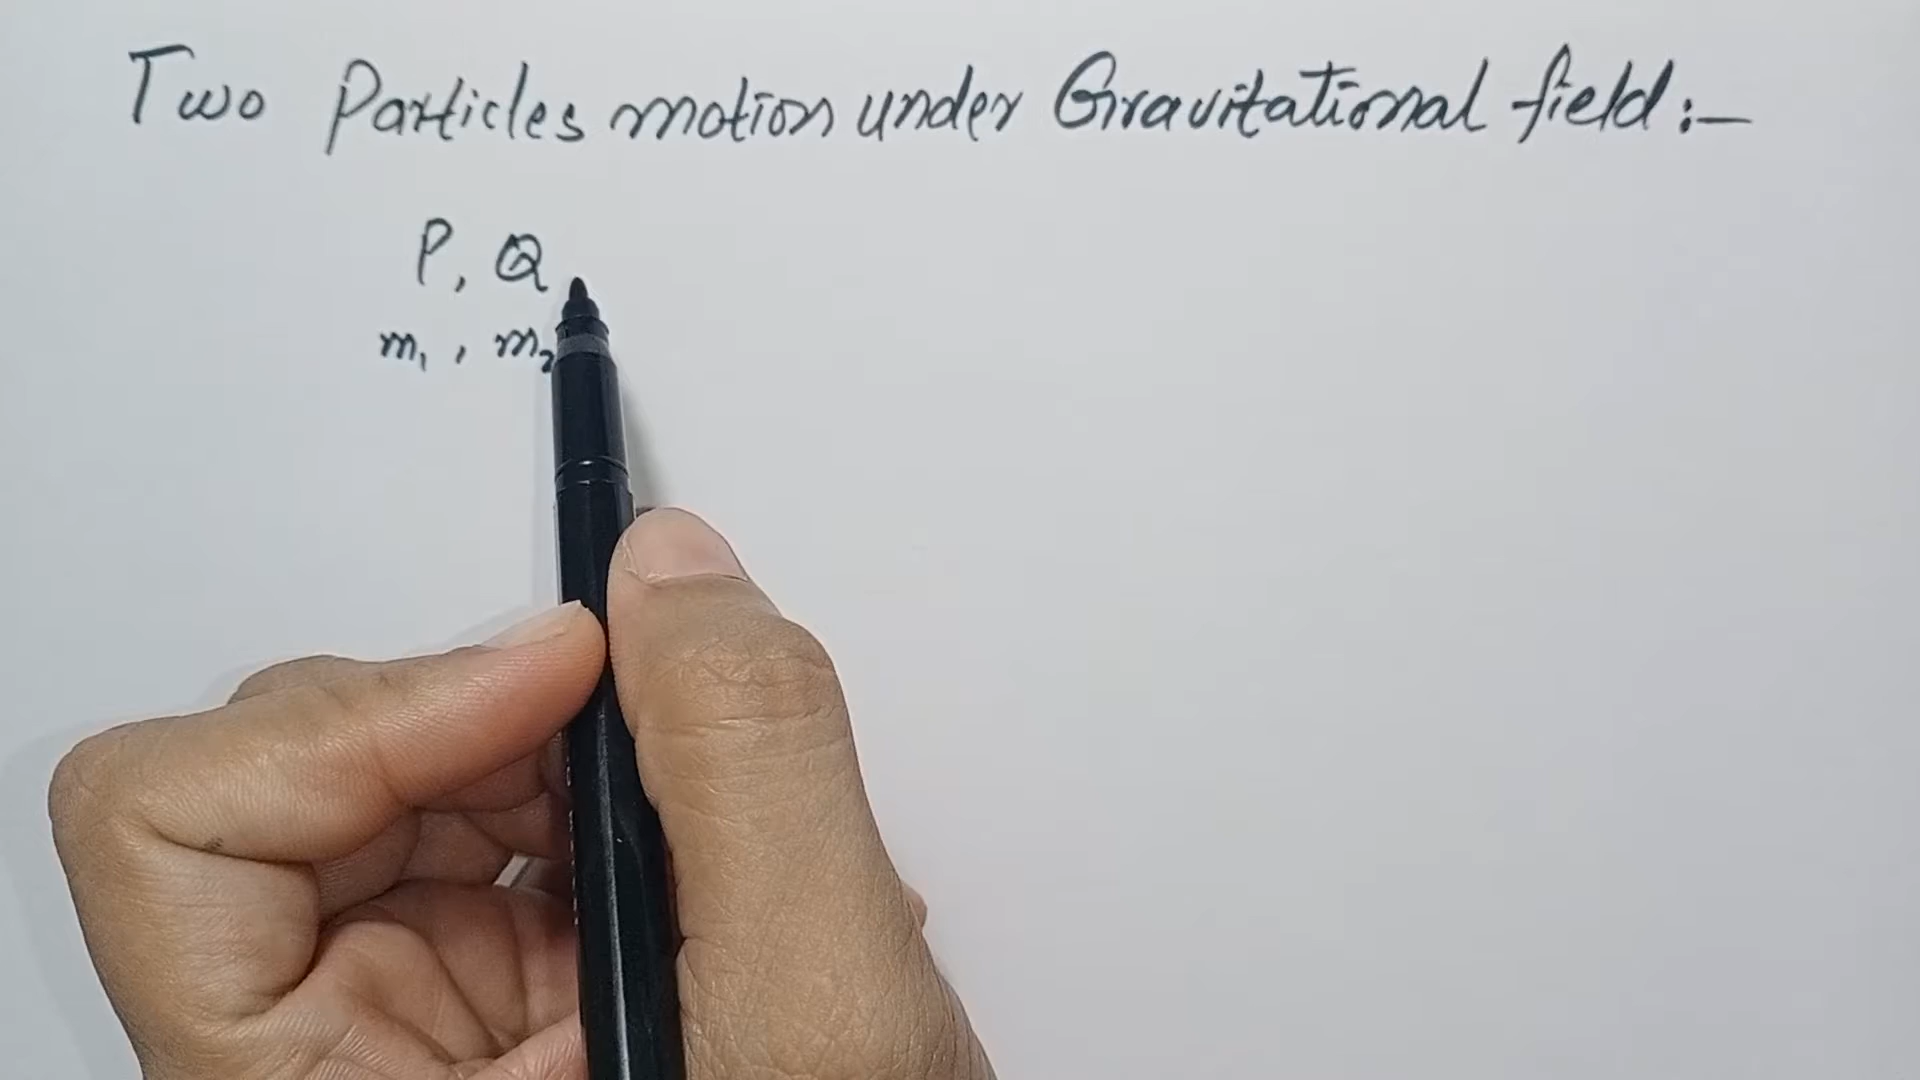 Two Particles motion under Gravitational field :-
P, Q
m₁, m₂